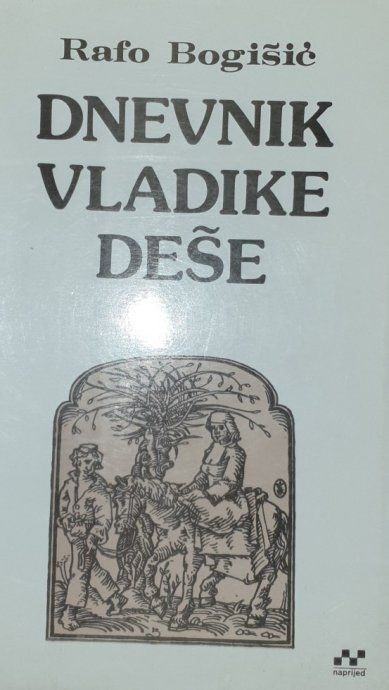 Rafo Bogišić
DNEVNIK
VLADIKE
DEŠE
naprijed